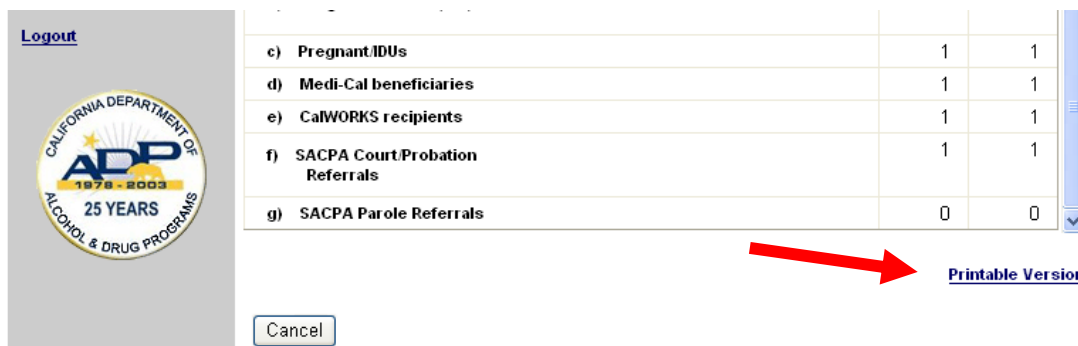 Logout
c) Pregnant/IDUs 1 1
d) Medi-Cal beneficiaries 1 1
e) CalWORKS recipients 1 1
f) SACPA Court/Probation 1 1
Referrals
g) SACPA Parole Referrals 0 0
CALIFORNIA DEPARTMENT OF
ADP
1978 - 2003
25 YEARS
ALCOHOL & DRUG PROGRAMS
Printable Version
Cancel